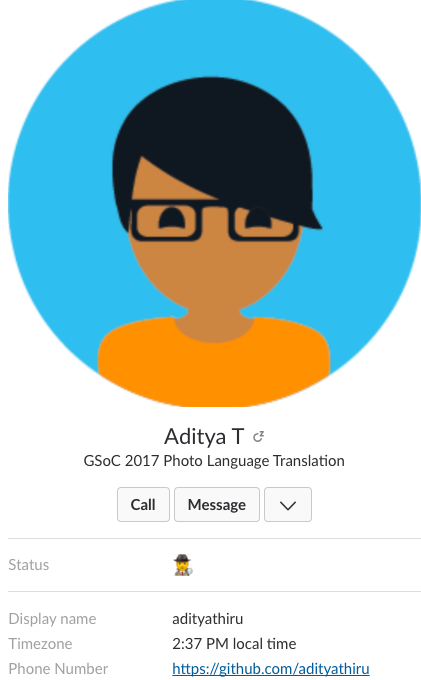 Aditya T
GSoC 2017 Photo Language Translation
Call Message
Status
Display name adityathiru
Timezone 2:37 PM local time
Phone Number https://github.com/adityathiru